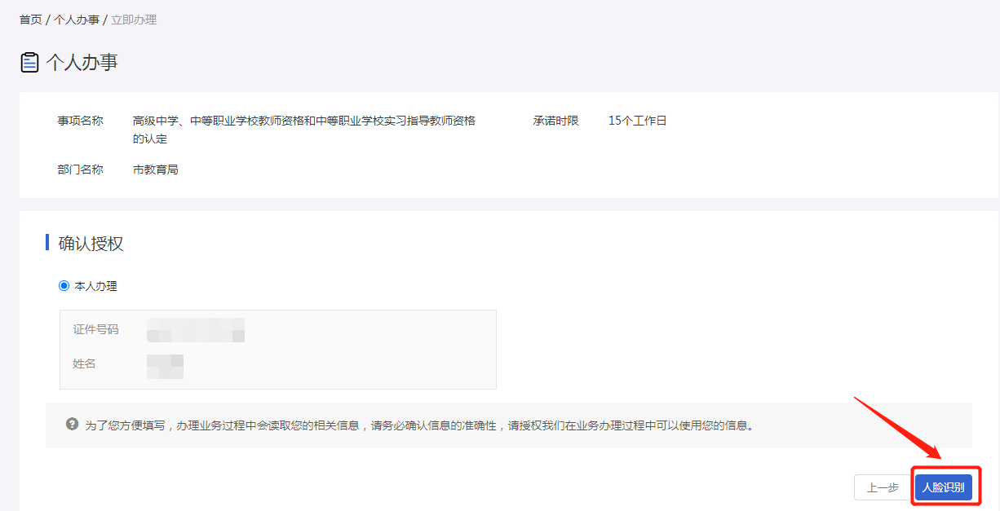 首页 / 个人办事 / 立即办理
个人办事
事项名称 高级中学、中等职业学校教师资格和中等职业学校实习指导教师资格 承诺时限 15个工作日
的认定
部门名称 市教育局
确认授权
本人办理
证件号码
姓名
为了您方便填写，办理业务过程中会读取您的相关信息，请务必确认信息的准确性，请授权我们在业务办理过程中可以使用您的信息。
上一步 人脸识别